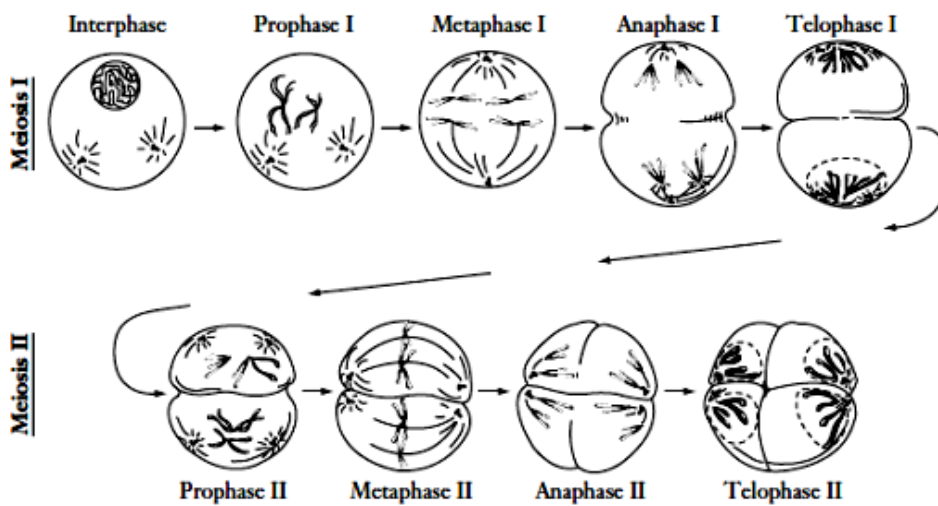 Interphase
Prophase I
Metaphase I
Anaphase I
Telophase I
Meiosis I
Meiosis II
Prophase II
Metaphase II
Anaphase II
Telophase II